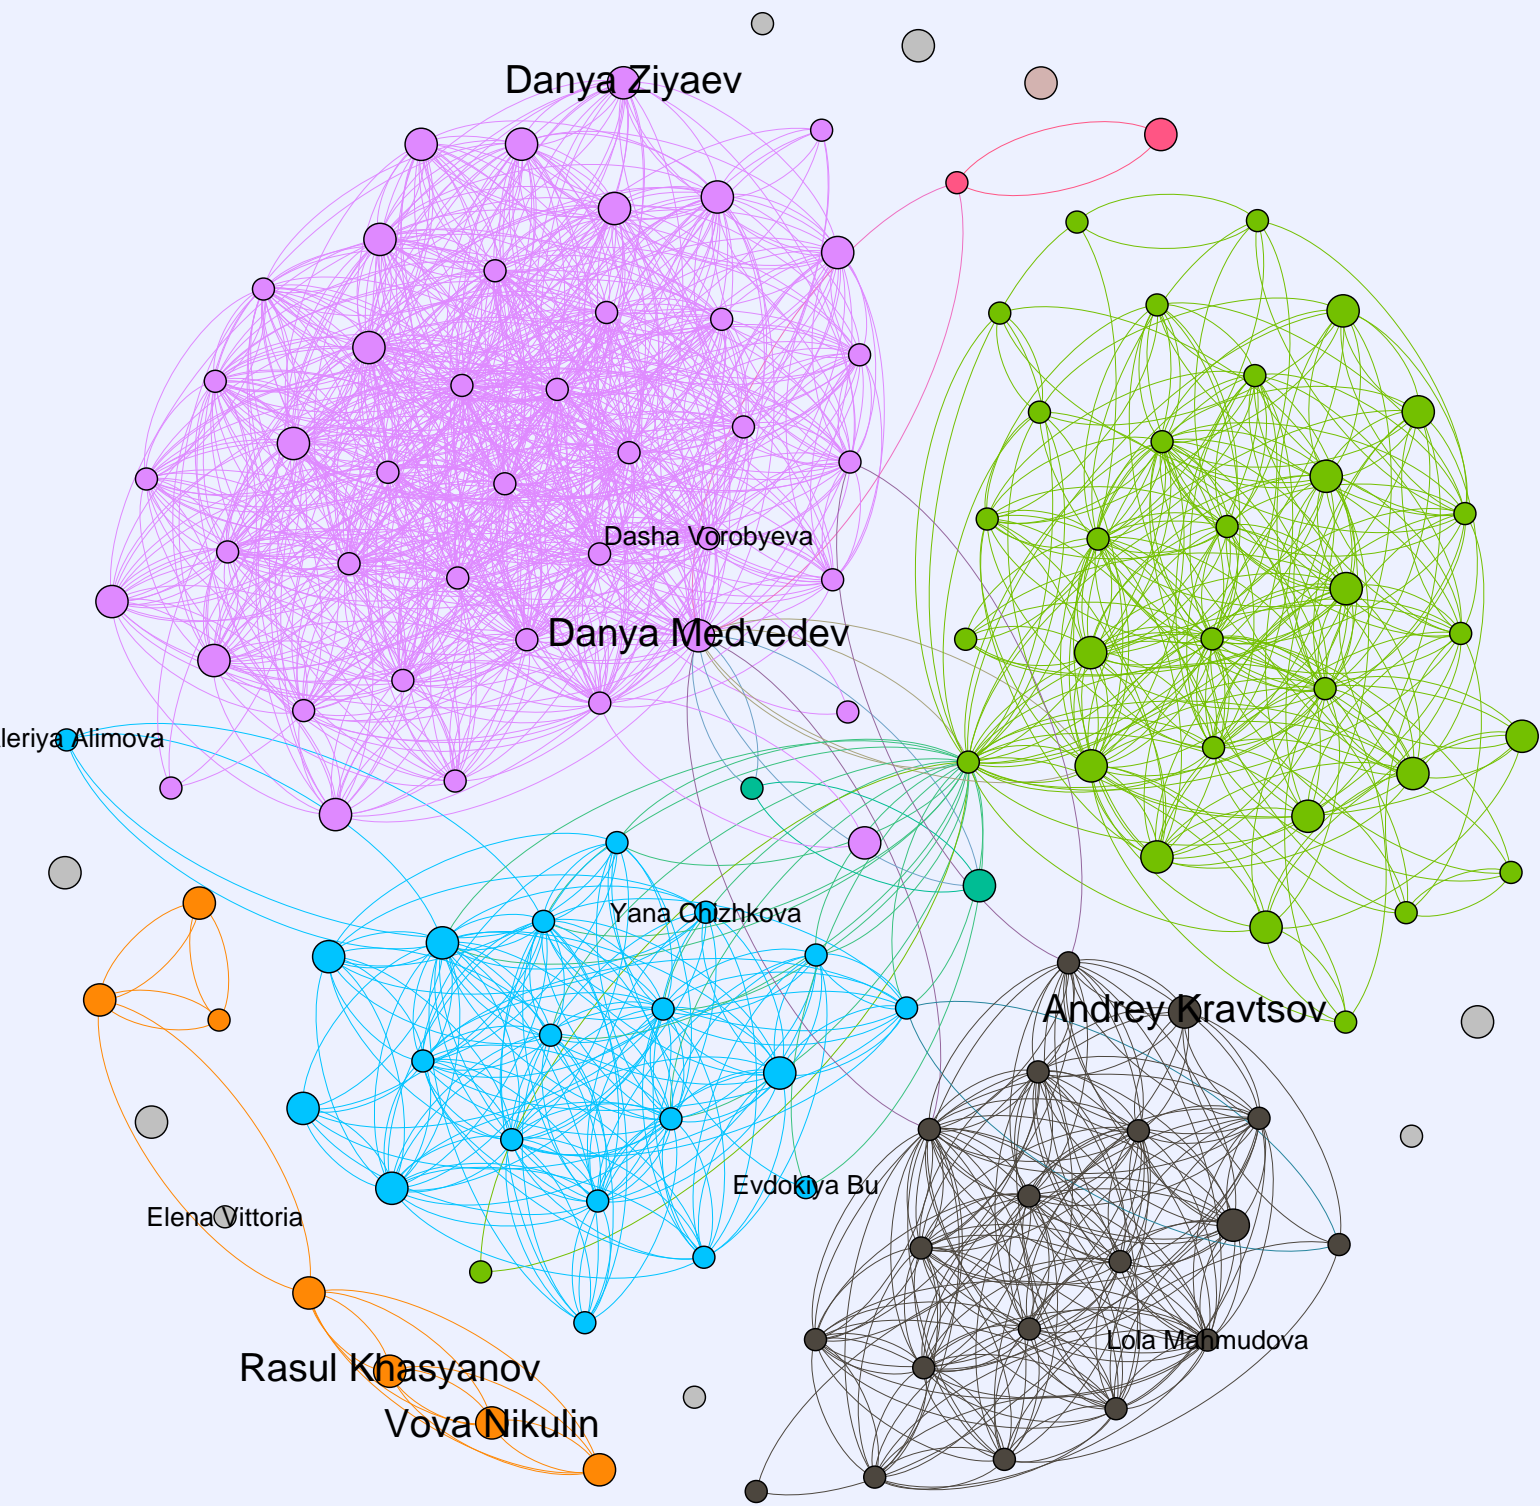 Danya Ziyaev
Dasha Vorobyeva
Danya Medvedev
leriya Alimova
Yana Chizhkova
Andrey Kravtsov
Evdokiya Bu
Elena Vittoria
Lola Mahmudova
Rasul Khasyanov
Vova Nikulin